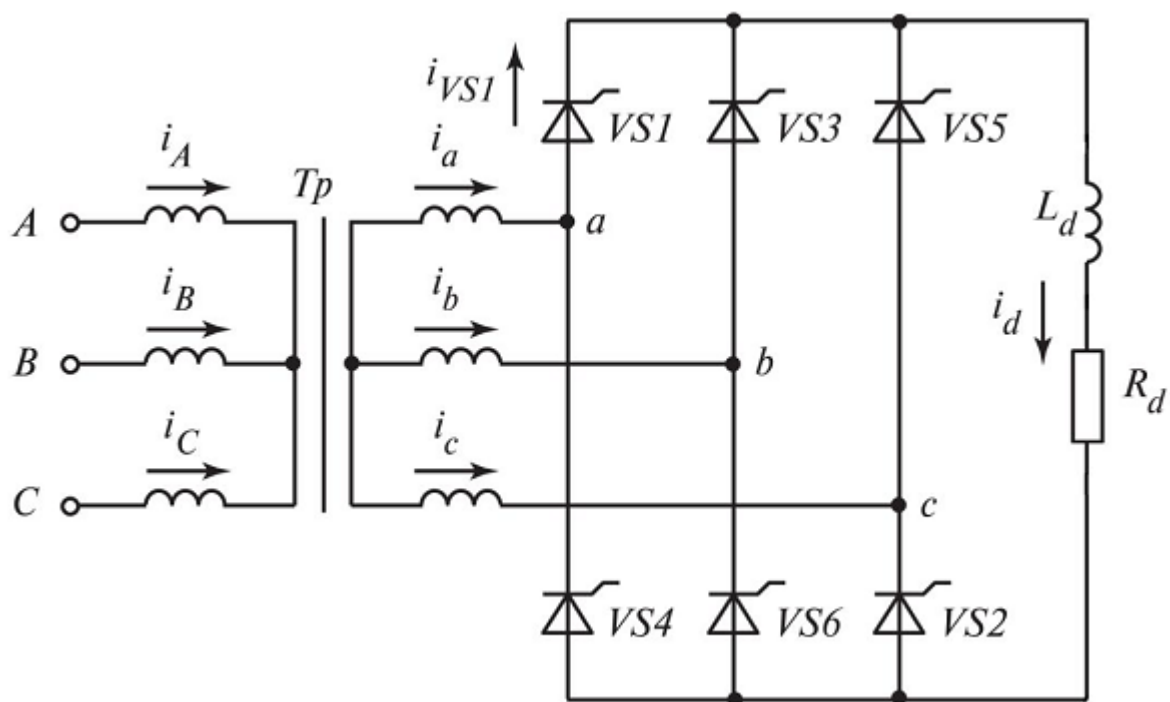 i_VS1 VS1 VS3 VS5
i_A i_a
A Tp a
L_d
i_B i_b i_d
B b
R_d
i_C i_c
C c
VS4 VS6 VS2